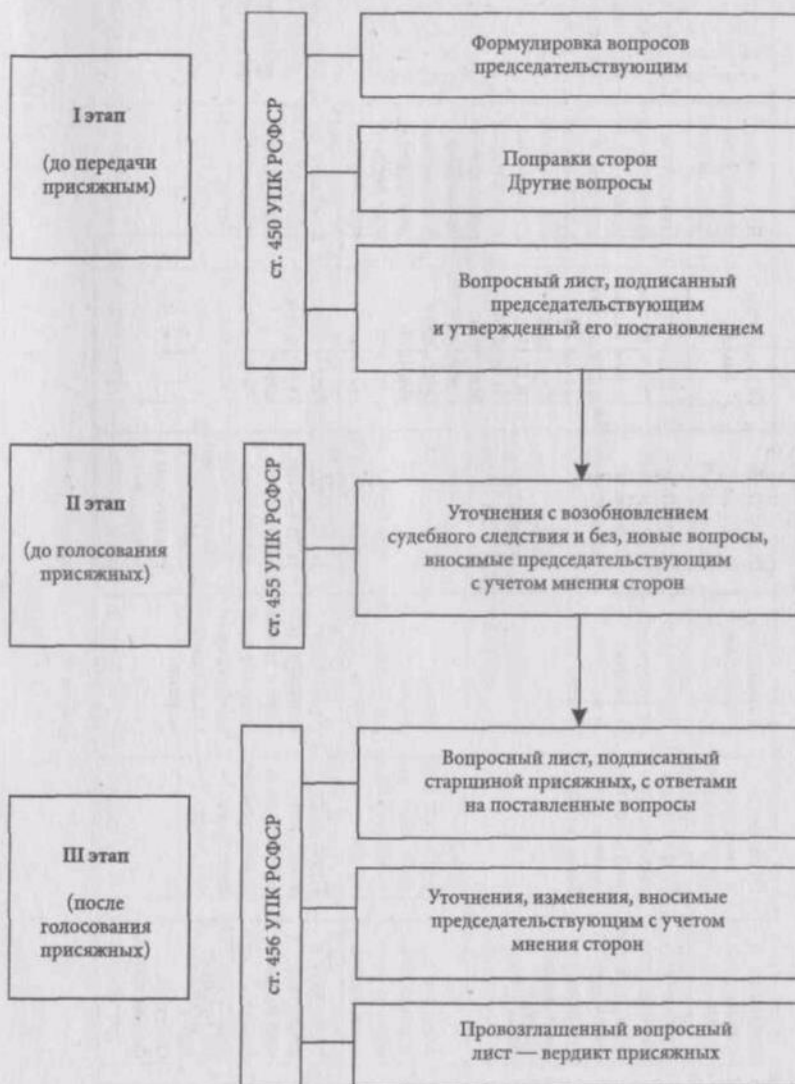 I этап
(до передачи
присяжным)
ст. 450 УПК РСФСР
Формулировка вопросов
председательствующим
Поправки сторон
Другие вопросы
Вопросный лист, подписанный
председательствующим
и утвержденный его постановлением
II этап
(до голосования
присяжных)
ст. 455 УПК РСФСР
Уточнения с возобновлением
судебного следствия и без, новые вопросы,
вносимые председательствующим
с учетом мнения сторон
III этап
(после
голосования
присяжных)
ст. 456 УПК РСФСР
Вопросный лист, подписанный
старшиной присяжных, с ответами
на поставленные вопросы
Уточнения, изменения, вносимые
председательствующим с учетом
мнения сторон
Провозглашенный вопросный
лист — вердикт присяжных